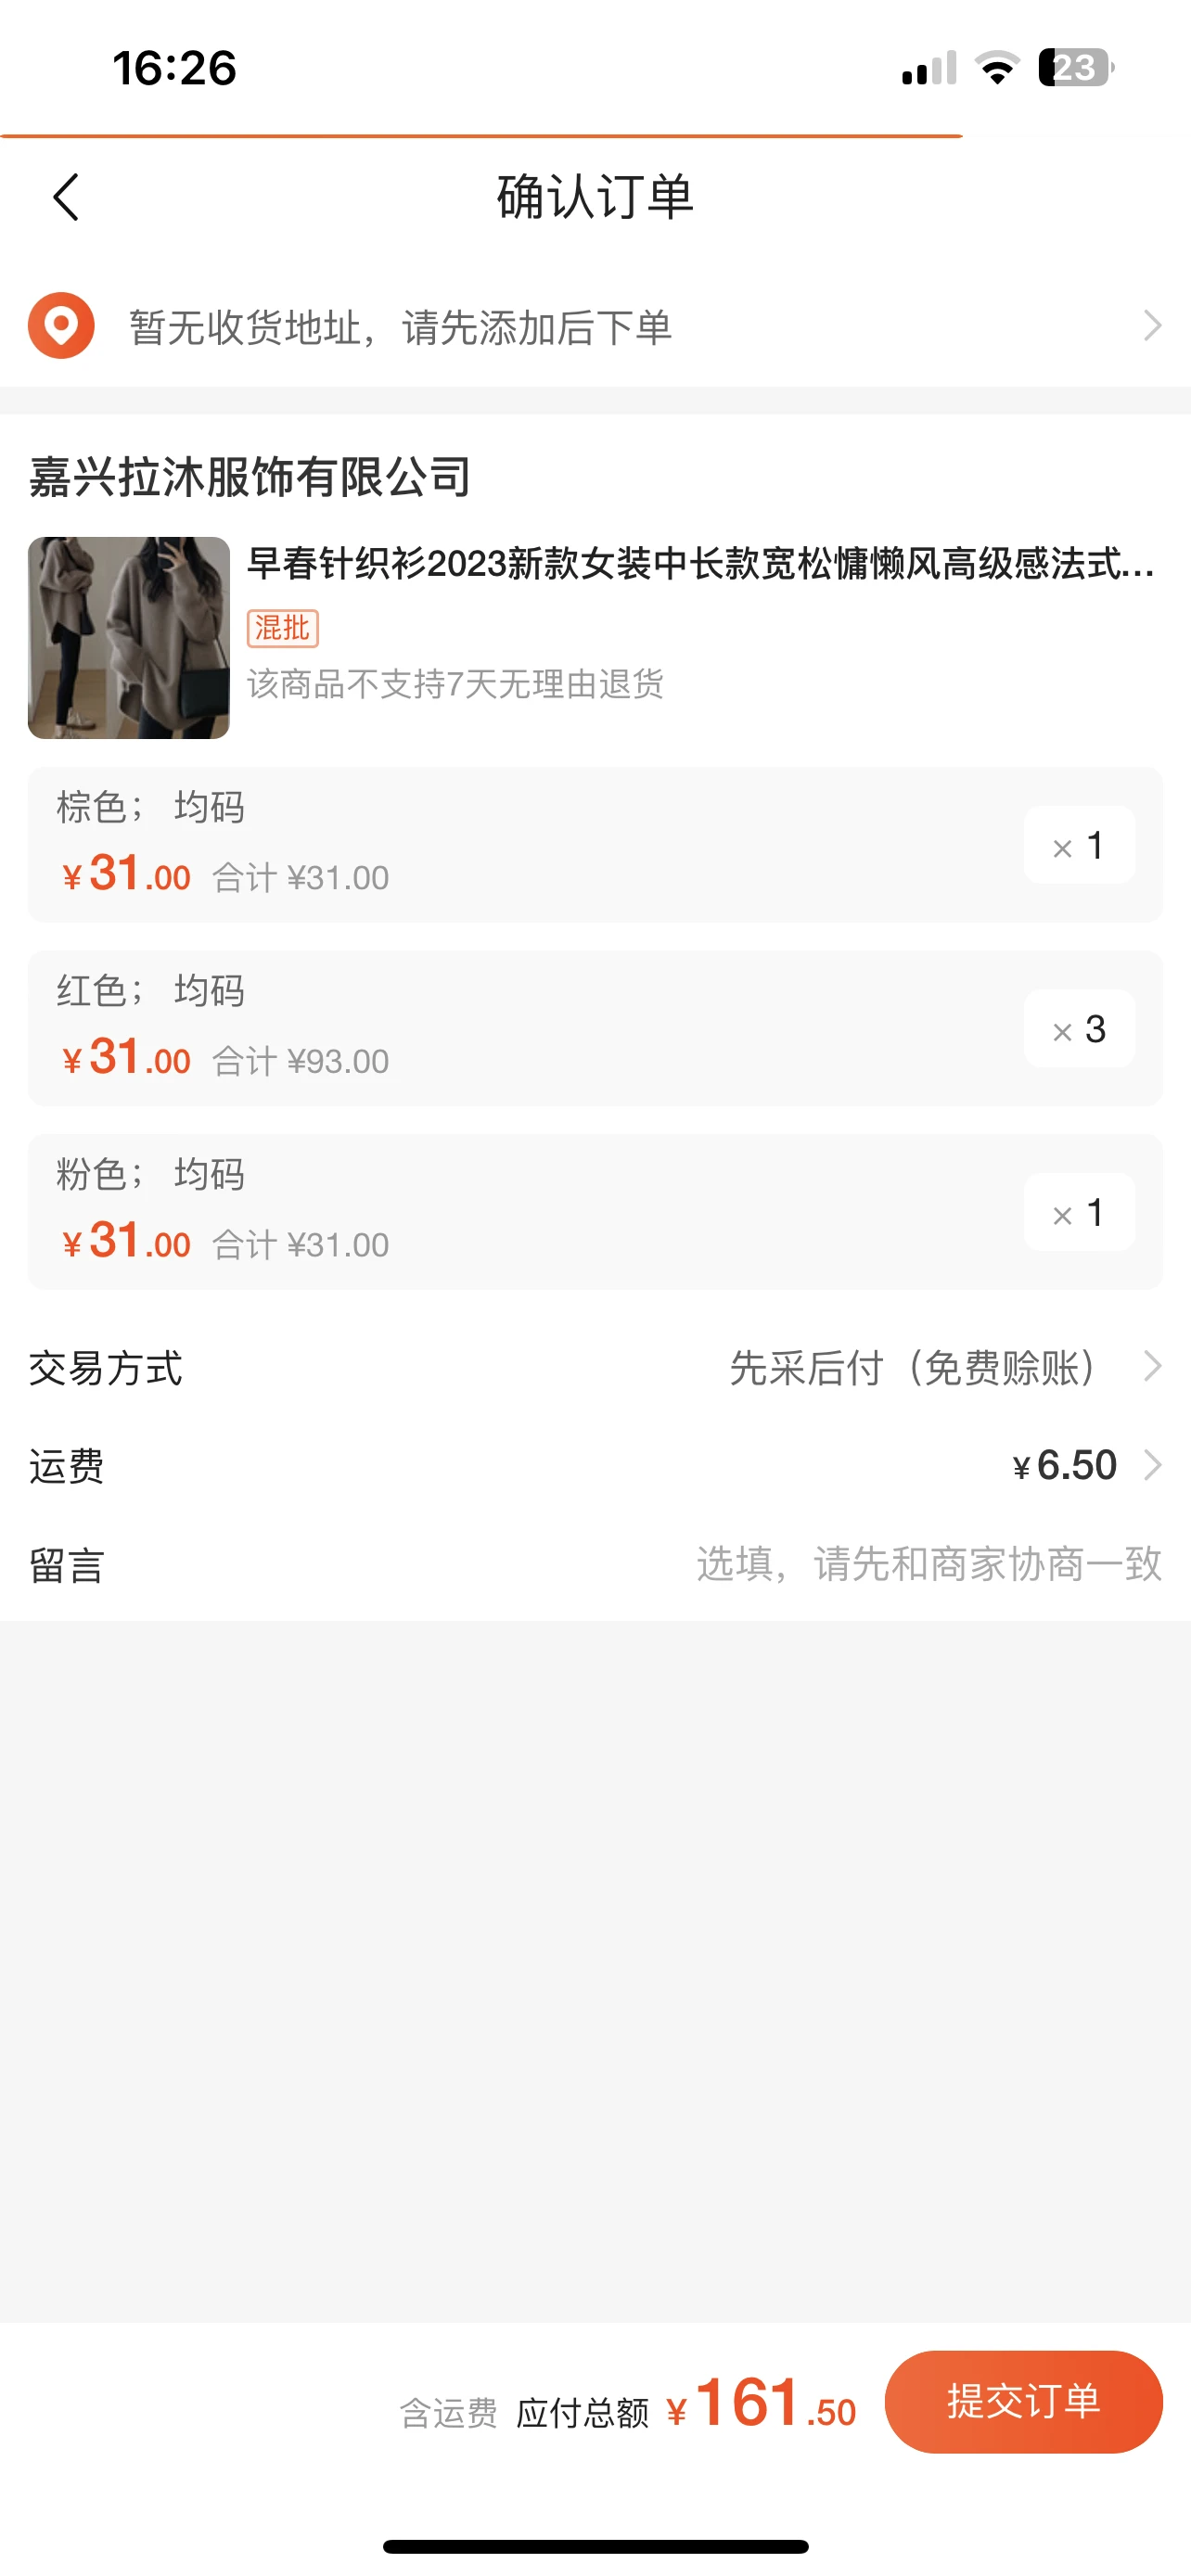 16:26
23
确认订单
暂无收货地址，请先添加后下单
嘉兴拉沐服饰有限公司
早春针织衫2023新款女装中长款宽松慵懒风高级感法式...
混批
该商品不支持7天无理由退货
棕色； 均码
× 1
¥31.00 合计 ¥31.00
红色； 均码
× 3
¥31.00 合计 ¥93.00
粉色； 均码
× 1
¥31.00 合计 ¥31.00
交易方式 先采后付（免费赊账）
运费 ¥6.50
留言 选填，请先和商家协商一致
含运费 应付总额 ¥161.50 提交订单